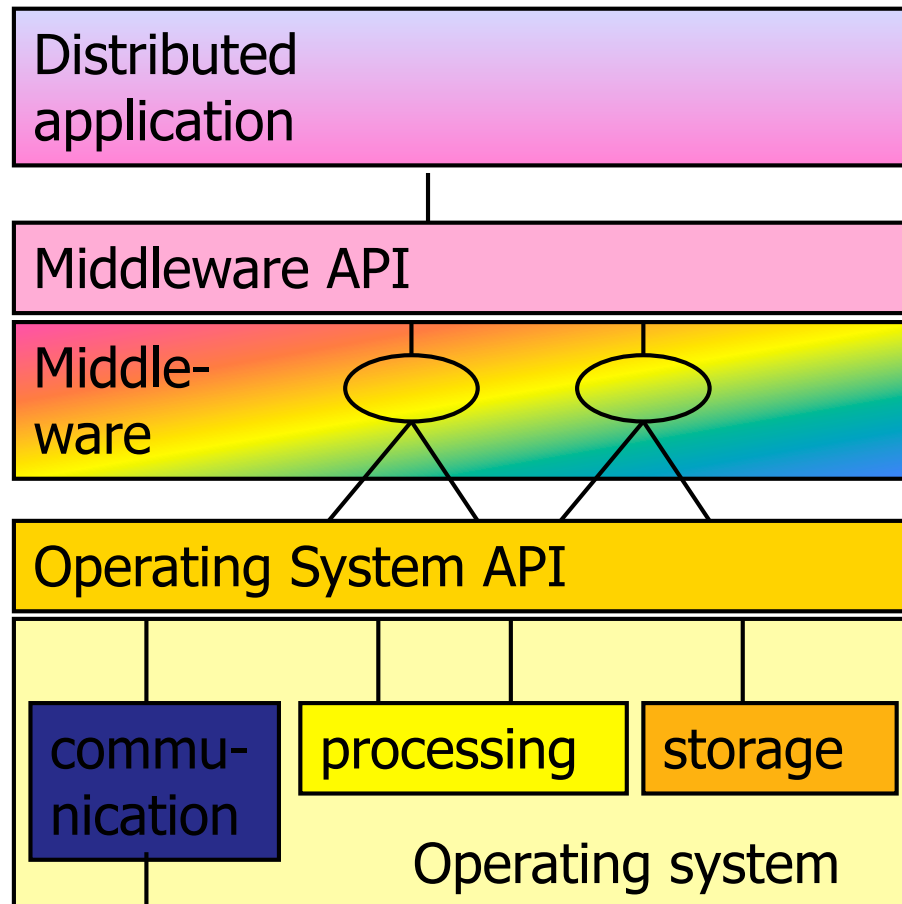 Distributed
application
Middleware API
Middle-
ware
Operating System API
commu-
nication
processing
storage
Operating system